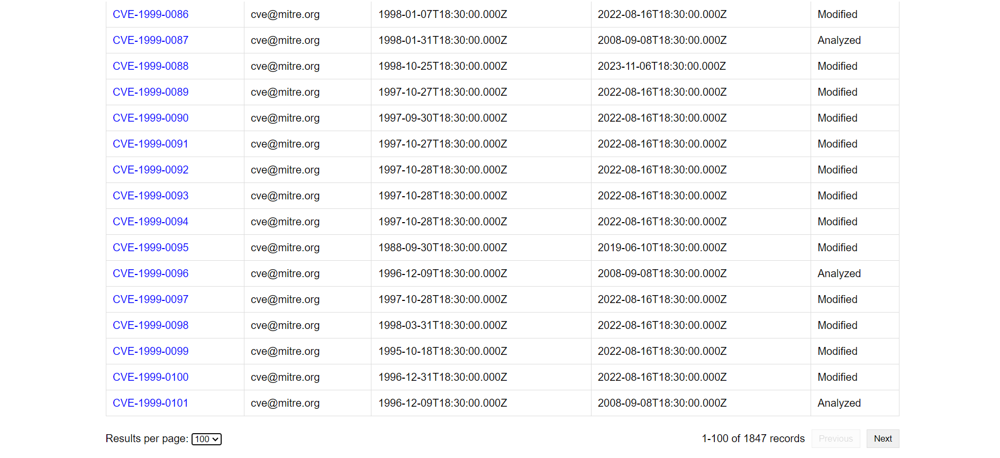 CVE-1999-0086 cve@mitre.org 1998-01-07T18:30:00.000Z 2022-08-16T18:30:00.000Z Modified
CVE-1999-0087 cve@mitre.org 1998-01-31T18:30:00.000Z 2008-09-08T18:30:00.000Z Analyzed
CVE-1999-0088 cve@mitre.org 1998-10-25T18:30:00.000Z 2023-11-06T18:30:00.000Z Modified
CVE-1999-0089 cve@mitre.org 1997-10-27T18:30:00.000Z 2022-08-16T18:30:00.000Z Modified
CVE-1999-0090 cve@mitre.org 1997-09-30T18:30:00.000Z 2022-08-16T18:30:00.000Z Modified
CVE-1999-0091 cve@mitre.org 1997-10-27T18:30:00.000Z 2022-08-16T18:30:00.000Z Modified
CVE-1999-0092 cve@mitre.org 1997-10-28T18:30:00.000Z 2022-08-16T18:30:00.000Z Modified
CVE-1999-0093 cve@mitre.org 1997-10-28T18:30:00.000Z 2022-08-16T18:30:00.000Z Modified
CVE-1999-0094 cve@mitre.org 1997-10-28T18:30:00.000Z 2022-08-16T18:30:00.000Z Modified
CVE-1999-0095 cve@mitre.org 1988-09-30T18:30:00.000Z 2019-06-10T18:30:00.000Z Modified
CVE-1999-0096 cve@mitre.org 1996-12-09T18:30:00.000Z 2008-09-08T18:30:00.000Z Analyzed
CVE-1999-0097 cve@mitre.org 1997-10-28T18:30:00.000Z 2022-08-16T18:30:00.000Z Modified
CVE-1999-0098 cve@mitre.org 1998-03-31T18:30:00.000Z 2022-08-16T18:30:00.000Z Modified
CVE-1999-0099 cve@mitre.org 1995-10-18T18:30:00.000Z 2022-08-16T18:30:00.000Z Modified
CVE-1999-0100 cve@mitre.org 1996-12-31T18:30:00.000Z 2022-08-16T18:30:00.000Z Modified
CVE-1999-0101 cve@mitre.org 1996-12-09T18:30:00.000Z 2008-09-08T18:30:00.000Z Analyzed
Results per page: 100 1-100 of 1847 records Previous Next